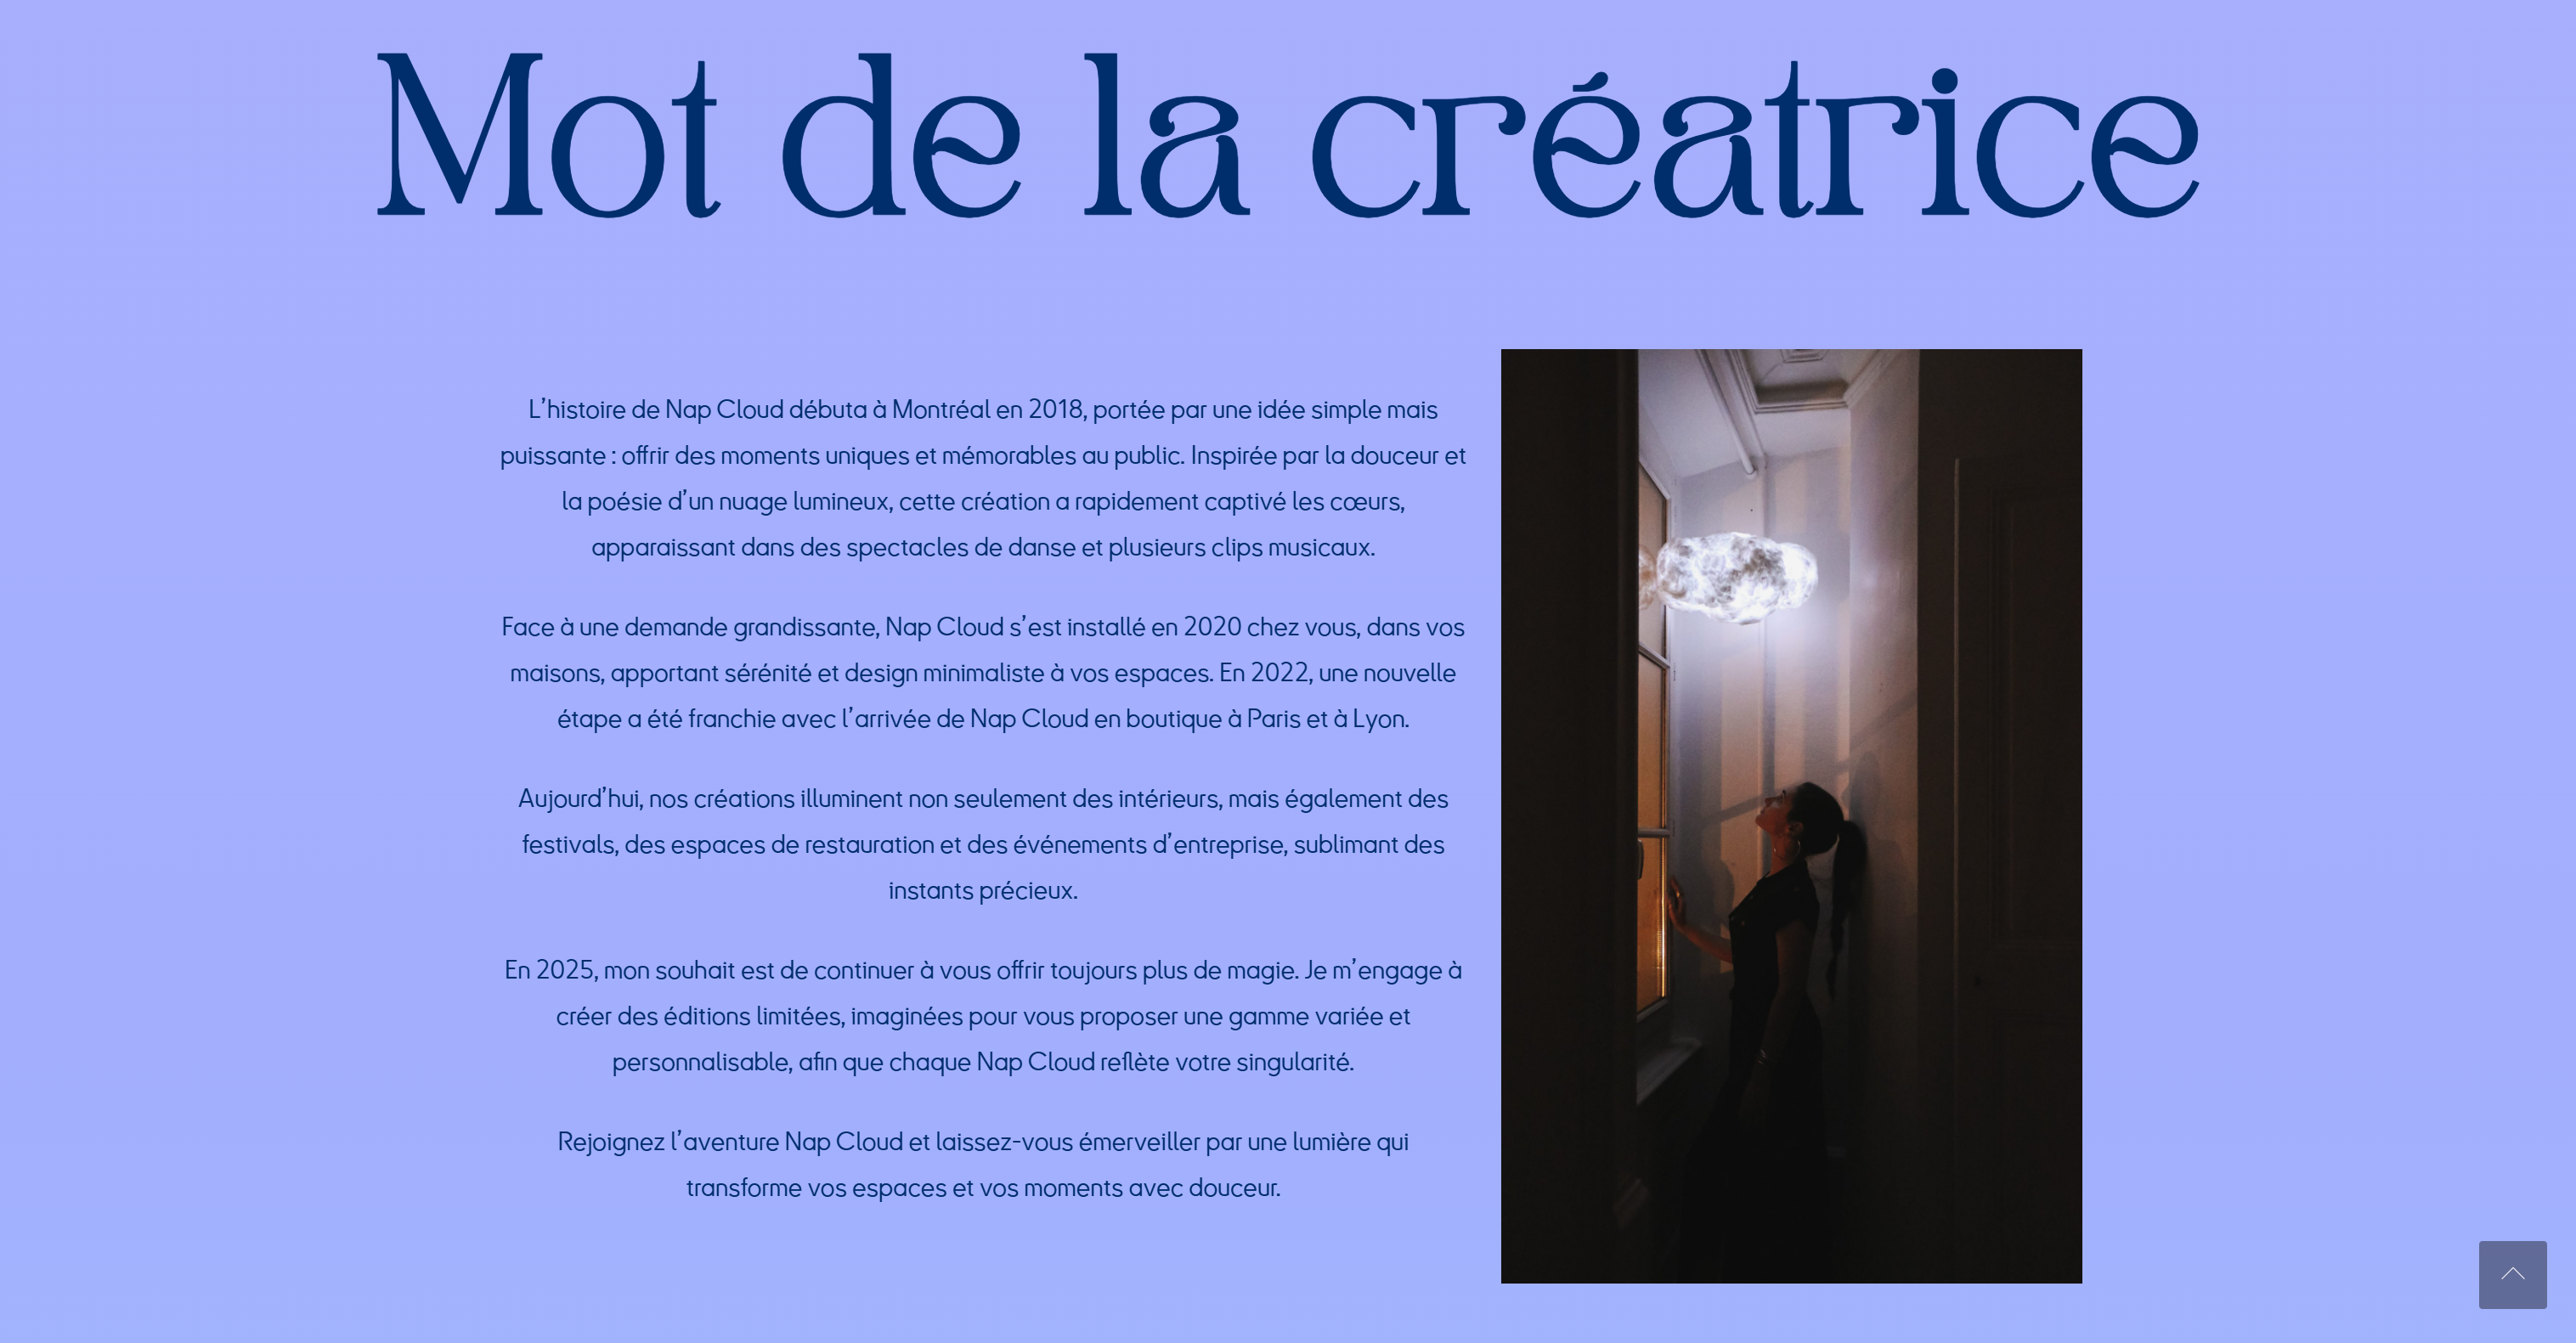 Mot de la créatrice
L’histoire de Nap Cloud débuta à Montréal en 2018, portée par une idée simple mais
puissante : offrir des moments uniques et mémorables au public. Inspirée par la douceur et
la poésie d’un nuage lumineux, cette création a rapidement captivé les cœurs,
apparaissant dans des spectacles de danse et plusieurs clips musicaux.
Face à une demande grandissante, Nap Cloud s’est installé en 2020 chez vous, dans vos
maisons, apportant sérénité et design minimaliste à vos espaces. En 2022, une nouvelle
étape a été franchie avec l’arrivée de Nap Cloud en boutique à Paris et à Lyon.
Aujourd’hui, nos créations illuminent non seulement des intérieurs, mais également des
festivals, des espaces de restauration et des événements d’entreprise, sublimant des
instants précieux.
En 2025, mon souhait est de continuer à vous offrir toujours plus de magie. Je m’engage à
créer des éditions limitées, imaginées pour vous proposer une gamme variée et
personnalisable, afin que chaque Nap Cloud reflète votre singularité.
Rejoignez l’aventure Nap Cloud et laissez-vous émerveiller par une lumière qui
transforme vos espaces et vos moments avec douceur.